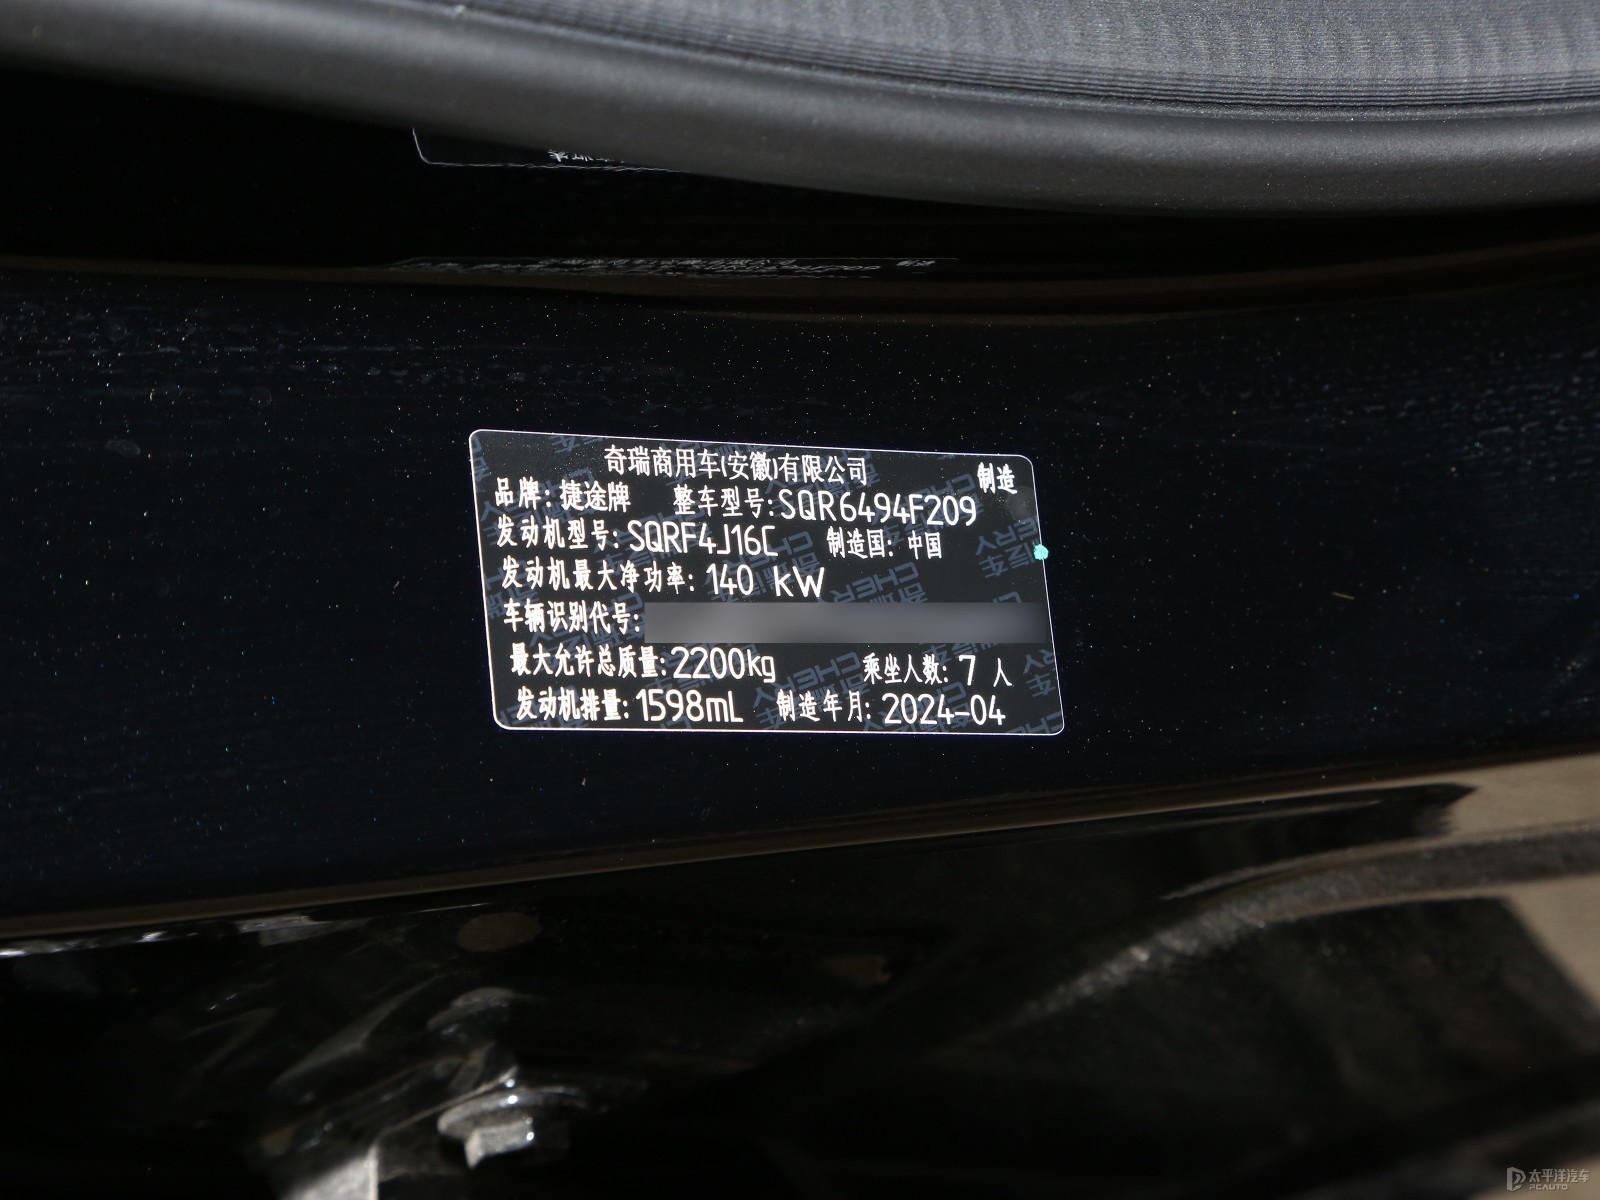 奇瑞商用车(安徽)有限公司 制造
品牌: 捷途牌 整车型号: SQR6494F209
发动机型号: SQRF4J16C 制造国: 中国
发动机最大净功率: 140 kW
车辆识别代号:
最大允许总质量: 2200kg 乘坐人数: 7 人
发动机排量: 1598mL 制造年月: 2024-04
太平洋汽车
PCAUTO